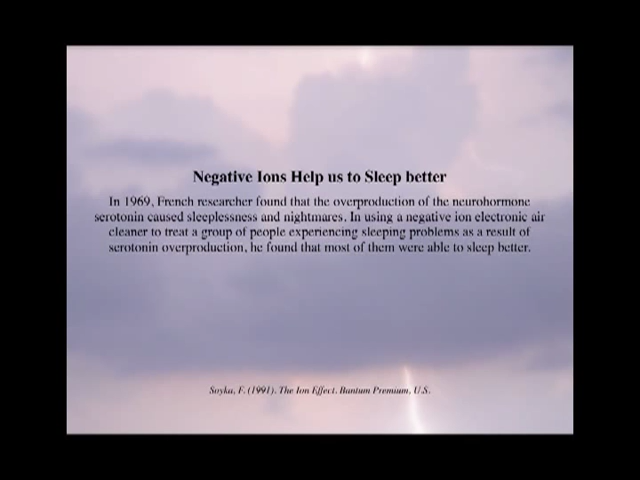 Negative Ions Help us to Sleep better
In 1969, French researcher found that the overproduction of the neurohormone
serotonin caused sleeplessness and nightmares. In using a negative ion electronic air
cleaner to treat a group of people experiencing sleeping problems as a result of
serotonin overproduction, he found that most of them were able to sleep better.
Soyka, F. (1991). The Ion Effect. Bantum Premium, U.S.